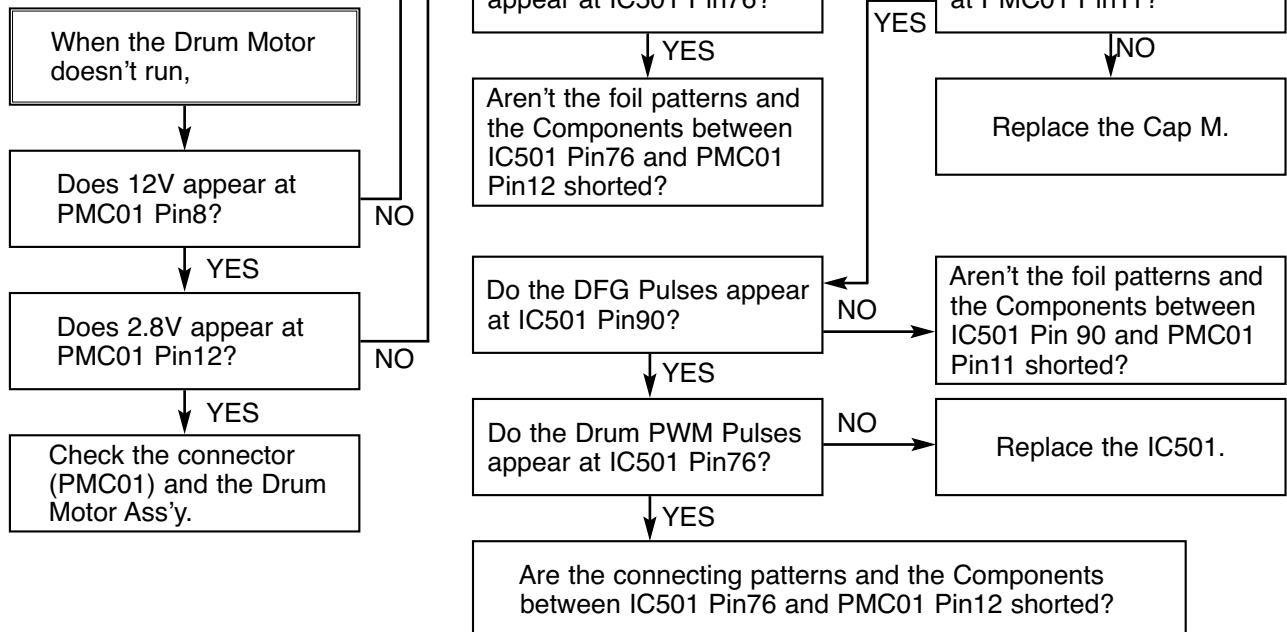 When the Drum Motor
doesn't run,
Does 12V appear at
PMC01 Pin8?
NO
YES
Does 2.8V appear at
PMC01 Pin12?
NO
YES
Check the connector
(PMC01) and the Drum
Motor Ass'y.
appear at IC501 Pin76?
YES
Aren't the foil patterns and
the Components between
IC501 Pin76 and PMC01
Pin12 shorted?
at PMC01 Pin11?
YES
NO
Replace the Cap M.
Do the DFG Pulses appear
at IC501 Pin90?
NO
Aren't the foil patterns and
the Components between
IC501 Pin 90 and PMC01
Pin11 shorted?
YES
Do the Drum PWM Pulses
appear at IC501 Pin76?
NO
Replace the IC501.
YES
Are the connecting patterns and the Components
between IC501 Pin76 and PMC01 Pin12 shorted?